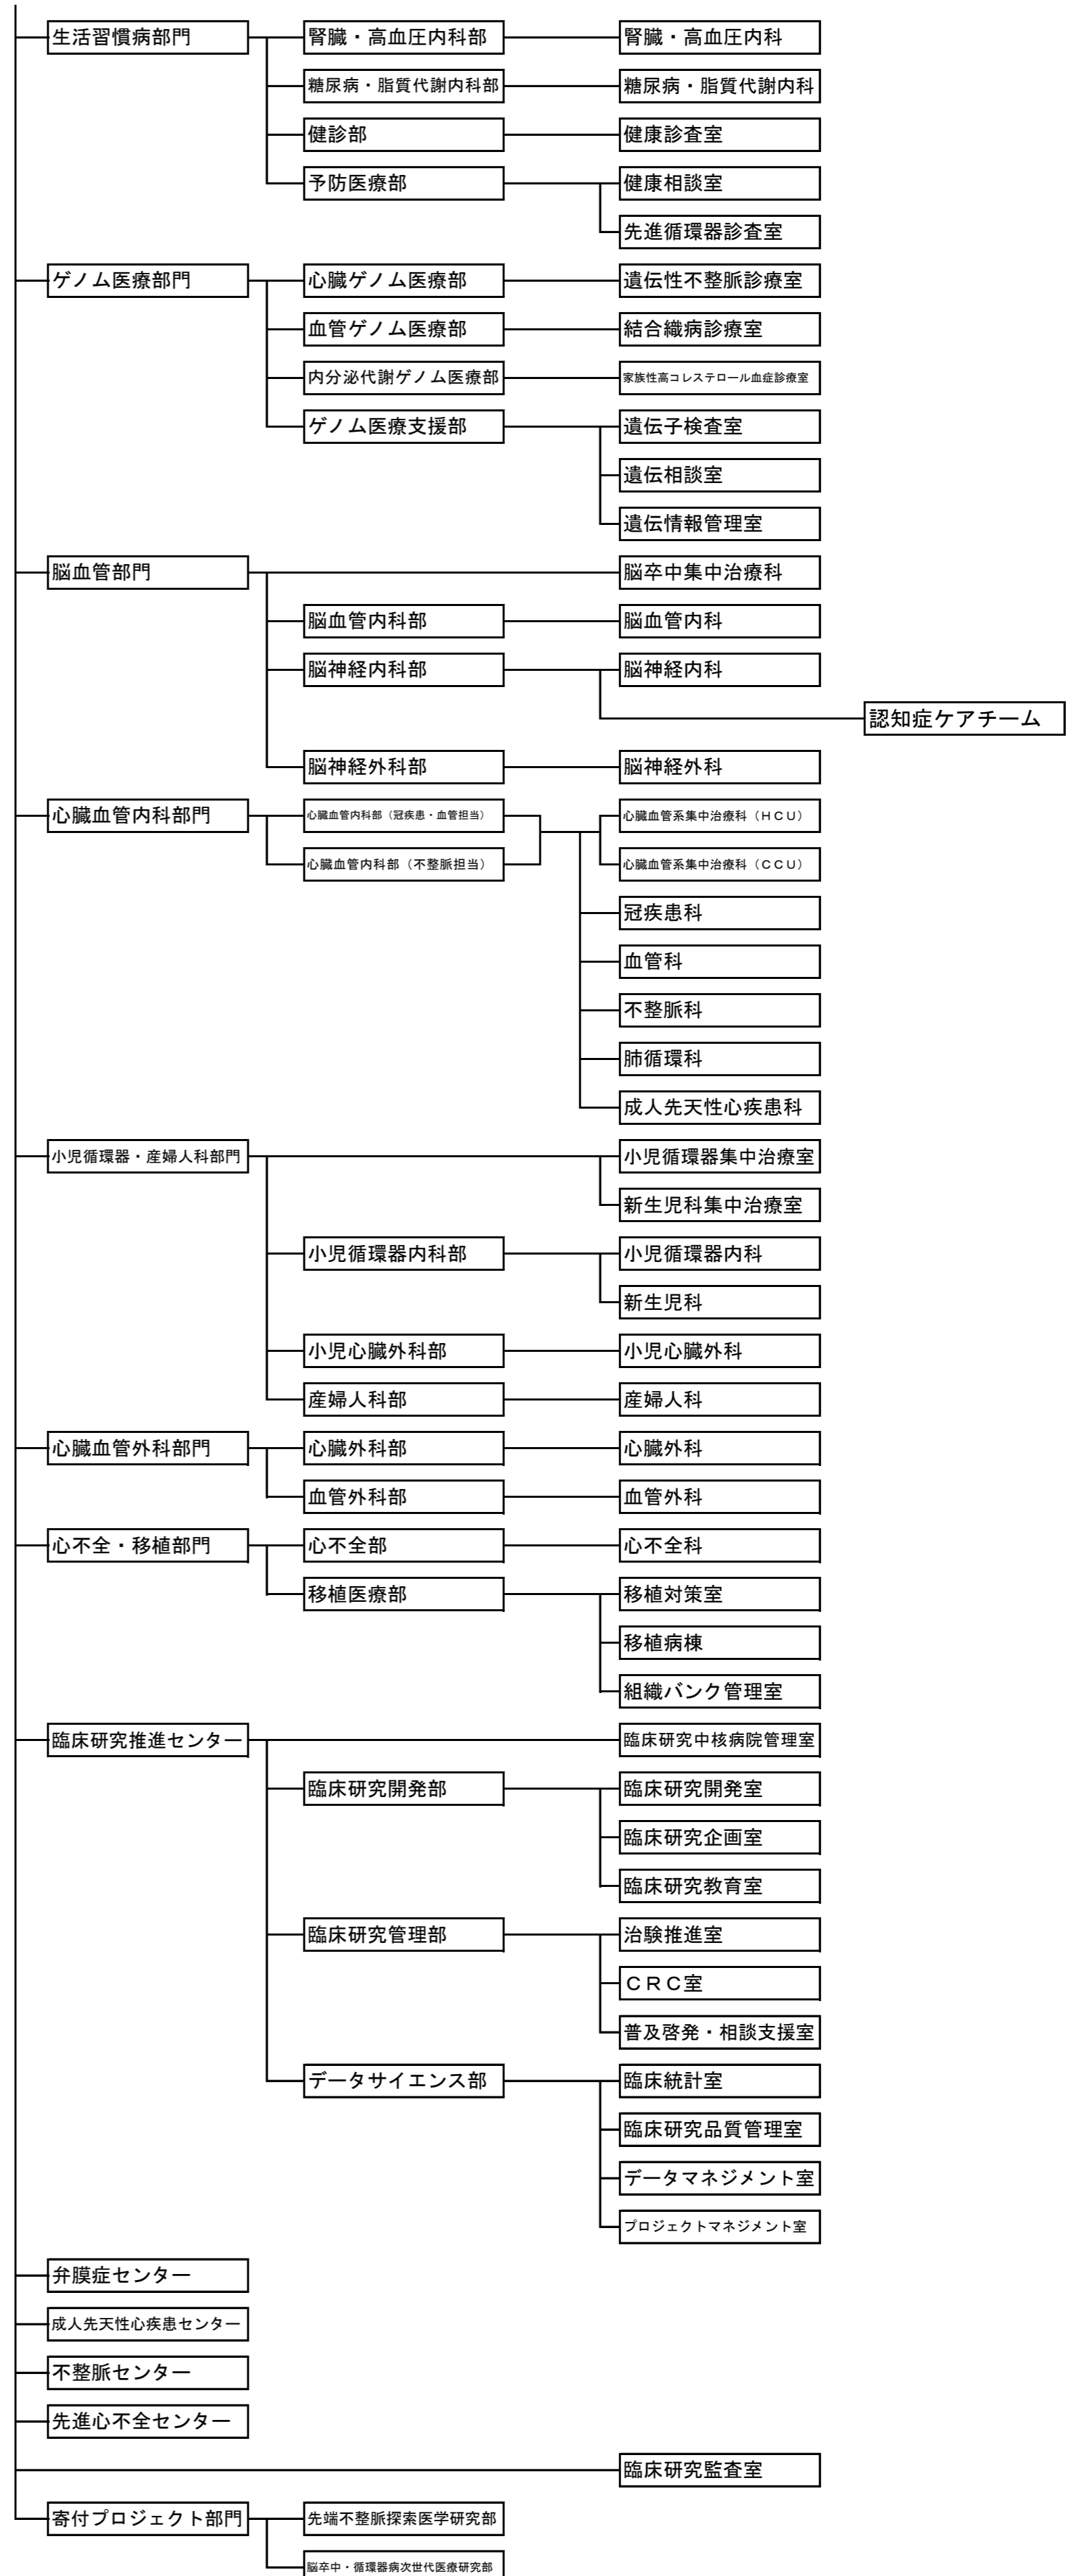 生活習慣病部門
腎臓・高血圧内科部
腎臓・高血圧内科
糖尿病・脂質代謝内科部
糖尿病・脂質代謝内科
健診部
健康診査室
予防医療部
健康相談室
先進循環器診査室
ゲノム医療部門
心臓ゲノム医療部
遺伝性不整脈診療室
血管ゲノム医療部
結合織病診療室
内分泌代謝ゲノム医療部
家族性高コレステロール血症診療室
ゲノム医療支援部
遺伝子検査室
遺伝相談室
遺伝情報管理室
脳血管部門
脳卒中集中治療科
脳血管内科部
脳血管内科
脳神経内科部
脳神経内科
認知症ケアチーム
脳神経外科部
脳神経外科
心臓血管内科部門
心臓血管内科部（冠疾患・血管担当）
心臓血管系集中治療科（ＨＣＵ）
心臓血管内科部（不整脈担当）
心臓血管系集中治療科（ＣＣＵ）
冠疾患科
血管科
不整脈科
肺循環科
成人先天性心疾患科
小児循環器・産婦人科部門
小児循環器集中治療室
新生児科集中治療室
小児循環器内科部
小児循環器内科
新生児科
小児心臓外科部
小児心臓外科
産婦人科部
産婦人科
心臓血管外科部門
心臓外科部
心臓外科
血管外科部
血管外科
心不全・移植部門
心不全部
心不全科
移植医療部
移植対策室
移植病棟
組織バンク管理室
臨床研究推進センター
臨床研究中核病院管理室
臨床研究開発部
臨床研究開発室
臨床研究企画室
臨床研究教育室
臨床研究管理部
治験推進室
ＣＲＣ室
普及啓発・相談支援室
データサイエンス部
臨床統計室
臨床研究品質管理室
データマネジメント室
プロジェクトマネジメント室
弁膜症センター
成人先天性心疾患センター
不整脈センター
先進心不全センター
臨床研究監査室
寄付プロジェクト部門
先端不整脈探索医学研究部
脳卒中・循環器病次世代医療研究部